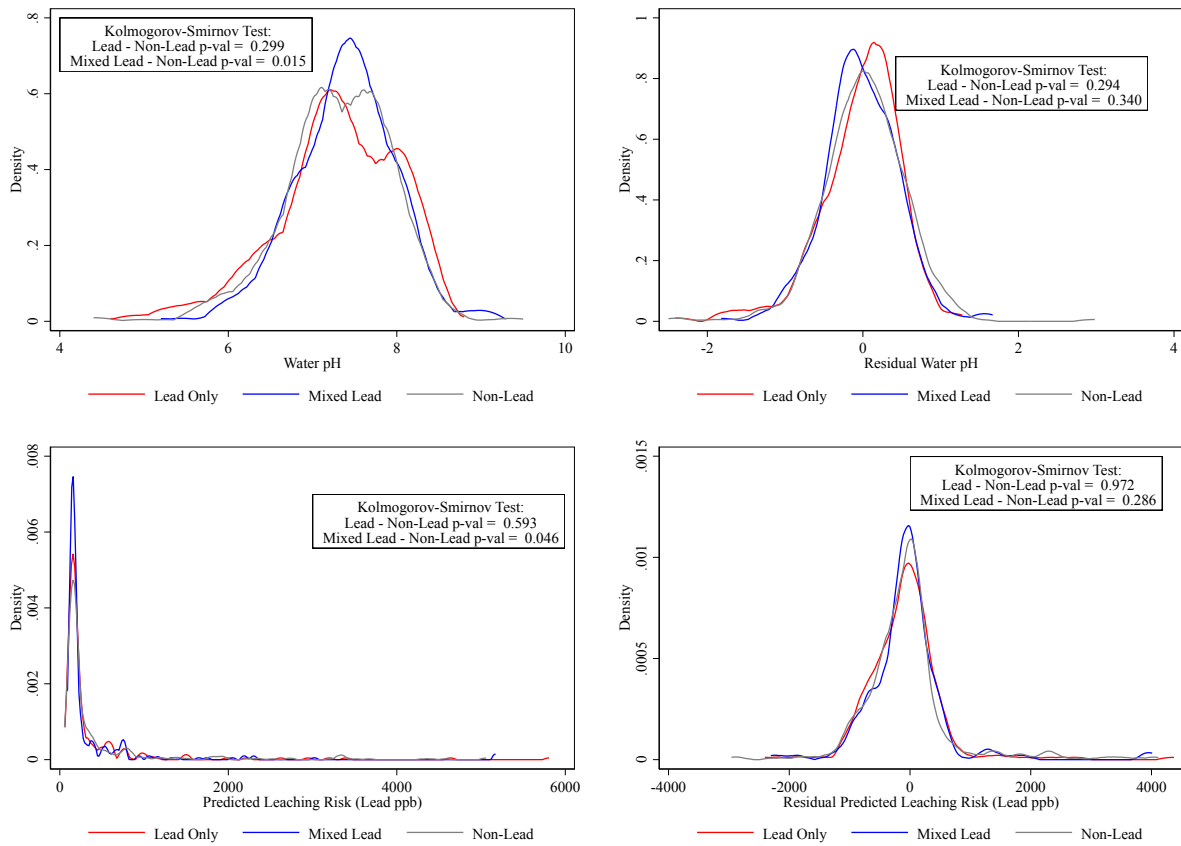 Kolmogorov-Smirnov Test:
Lead - Non-Lead p-val = 0.299
Mixed Lead - Non-Lead p-val = 0.015
Density
0
.2
.4
.6
.8
4
6
8
10
Water pH
Lead Only
Mixed Lead
Non-Lead
Kolmogorov-Smirnov Test:
Lead - Non-Lead p-val = 0.294
Mixed Lead - Non-Lead p-val = 0.340
Density
0
.2
.4
.6
.8
1
-2
0
2
4
Residual Water pH
Lead Only
Mixed Lead
Non-Lead
Kolmogorov-Smirnov Test:
Lead - Non-Lead p-val = 0.593
Mixed Lead - Non-Lead p-val = 0.046
Density
0
.002
.004
.006
.008
0
2000
4000
6000
Predicted Leaching Risk (Lead ppb)
Lead Only
Mixed Lead
Non-Lead
Kolmogorov-Smirnov Test:
Lead - Non-Lead p-val = 0.972
Mixed Lead - Non-Lead p-val = 0.286
Density
0
.0005
.001
.0015
-4000
-2000
0
2000
4000
Residual Predicted Leaching Risk (Lead ppb)
Lead Only
Mixed Lead
Non-Lead